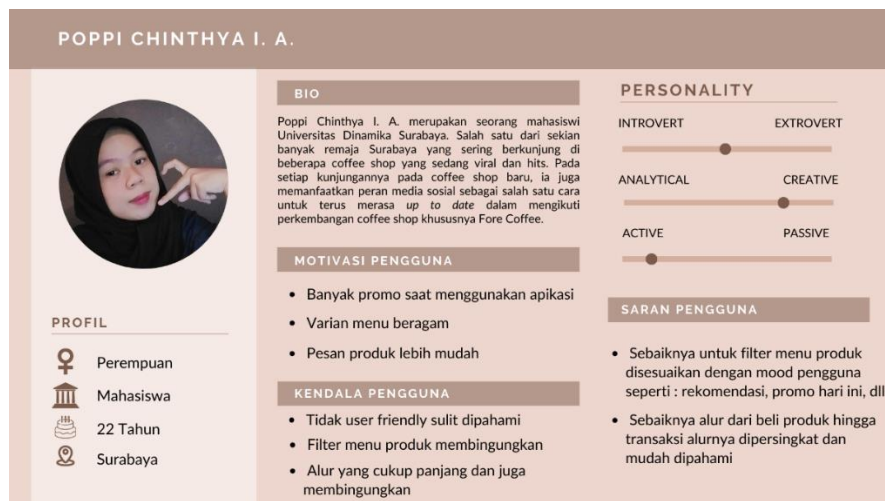 POPPI CHINTHYA I. A.
PROFIL
Perempuan
Mahasiswa
22 Tahun
Surabaya
BIO
Poppi Chinthya I. A. merupakan seorang mahasiswi
Universitas Dinamika Surabaya. Salah satu dari sekian
banyak remaja Surabaya yang sering berkunjung di
beberapa coffee shop yang sedang viral dan hits. Pada
setiap kunjungannya pada coffee shop baru, ia juga
memanfaatkan peran media sosial sebagai salah satu cara
untuk terus merasa up to date dalam mengikuti
perkembangan coffee shop khususnya Fore Coffee.
MOTIVASI PENGGUNA
• Banyak promo saat menggunakan apikasi
• Varian menu beragam
• Pesan produk lebih mudah
KENDALA PENGGUNA
• Tidak user friendly sulit dipahami
• Filter menu produk membingungkan
• Alur yang cukup panjang dan juga
membingungkan
PERSONALITY
INTROVERT EXTROVERT
ANALYTICAL CREATIVE
ACTIVE PASSIVE
SARAN PENGGUNA
• Sebaiknya untuk filter menu produk
disesuaikan dengan mood pengguna
seperti : rekomendasi, promo hari ini, dll
• Sebaiknya alur dari beli produk hingga
transaksi alurnya dipersingkat dan
mudah dipahami